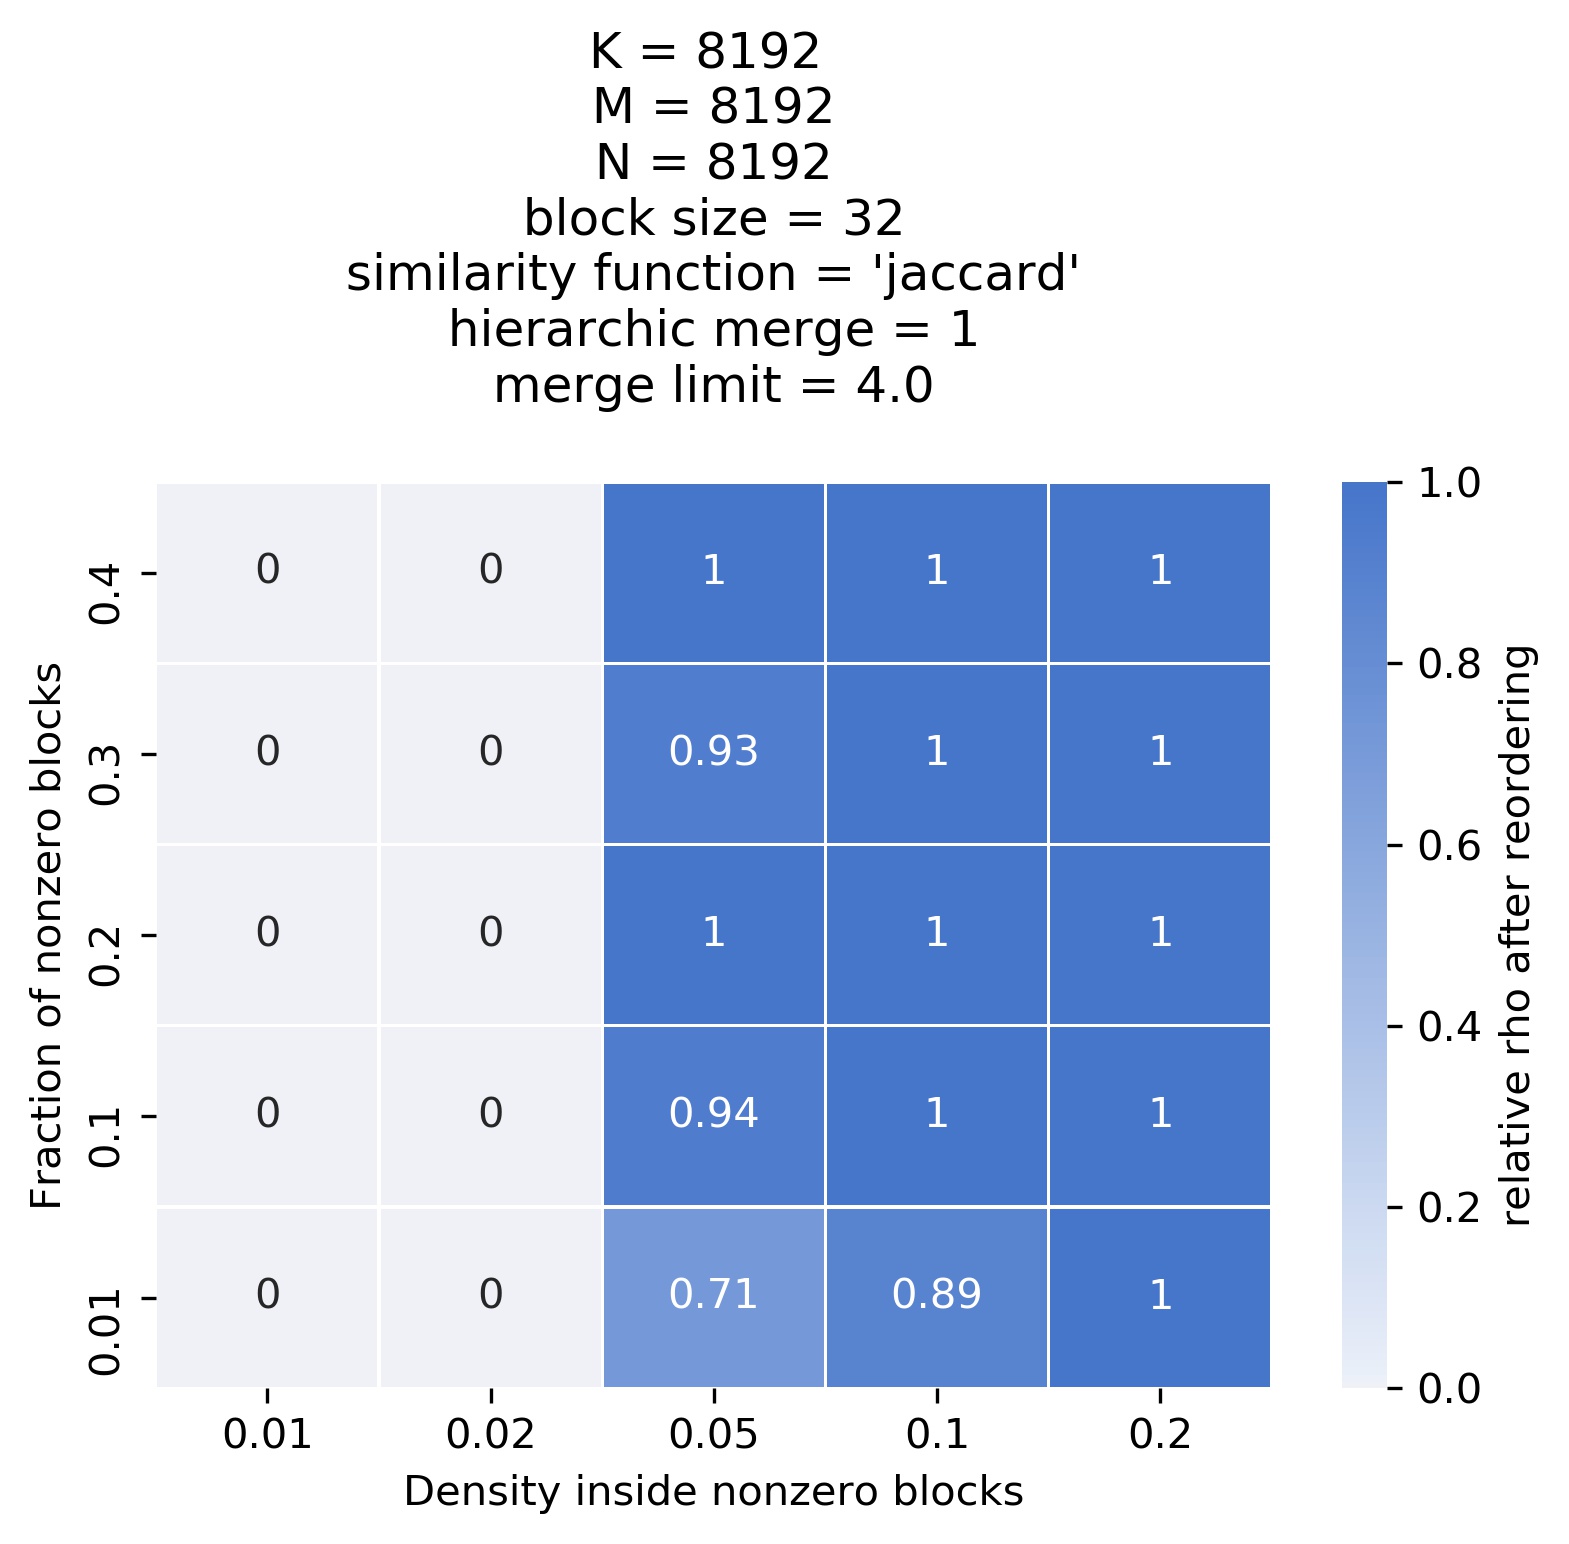 K = 8192
M = 8192
N = 8192
block size = 32
similarity function = 'jaccard'
hierarchic merge = 1
merge limit = 4.0
Fraction of nonzero blocks
0.4 0 0 1 1 1
0.3 0 0 0.93 1 1
0.2 0 0 1 1 1
0.1 0 0 0.94 1 1
0.01 0 0 0.71 0.89 1
0.01 0.02 0.05 0.1 0.2
Density inside nonzero blocks
1.0
0.8
0.6
0.4
0.2
0.0
relative rho after reordering